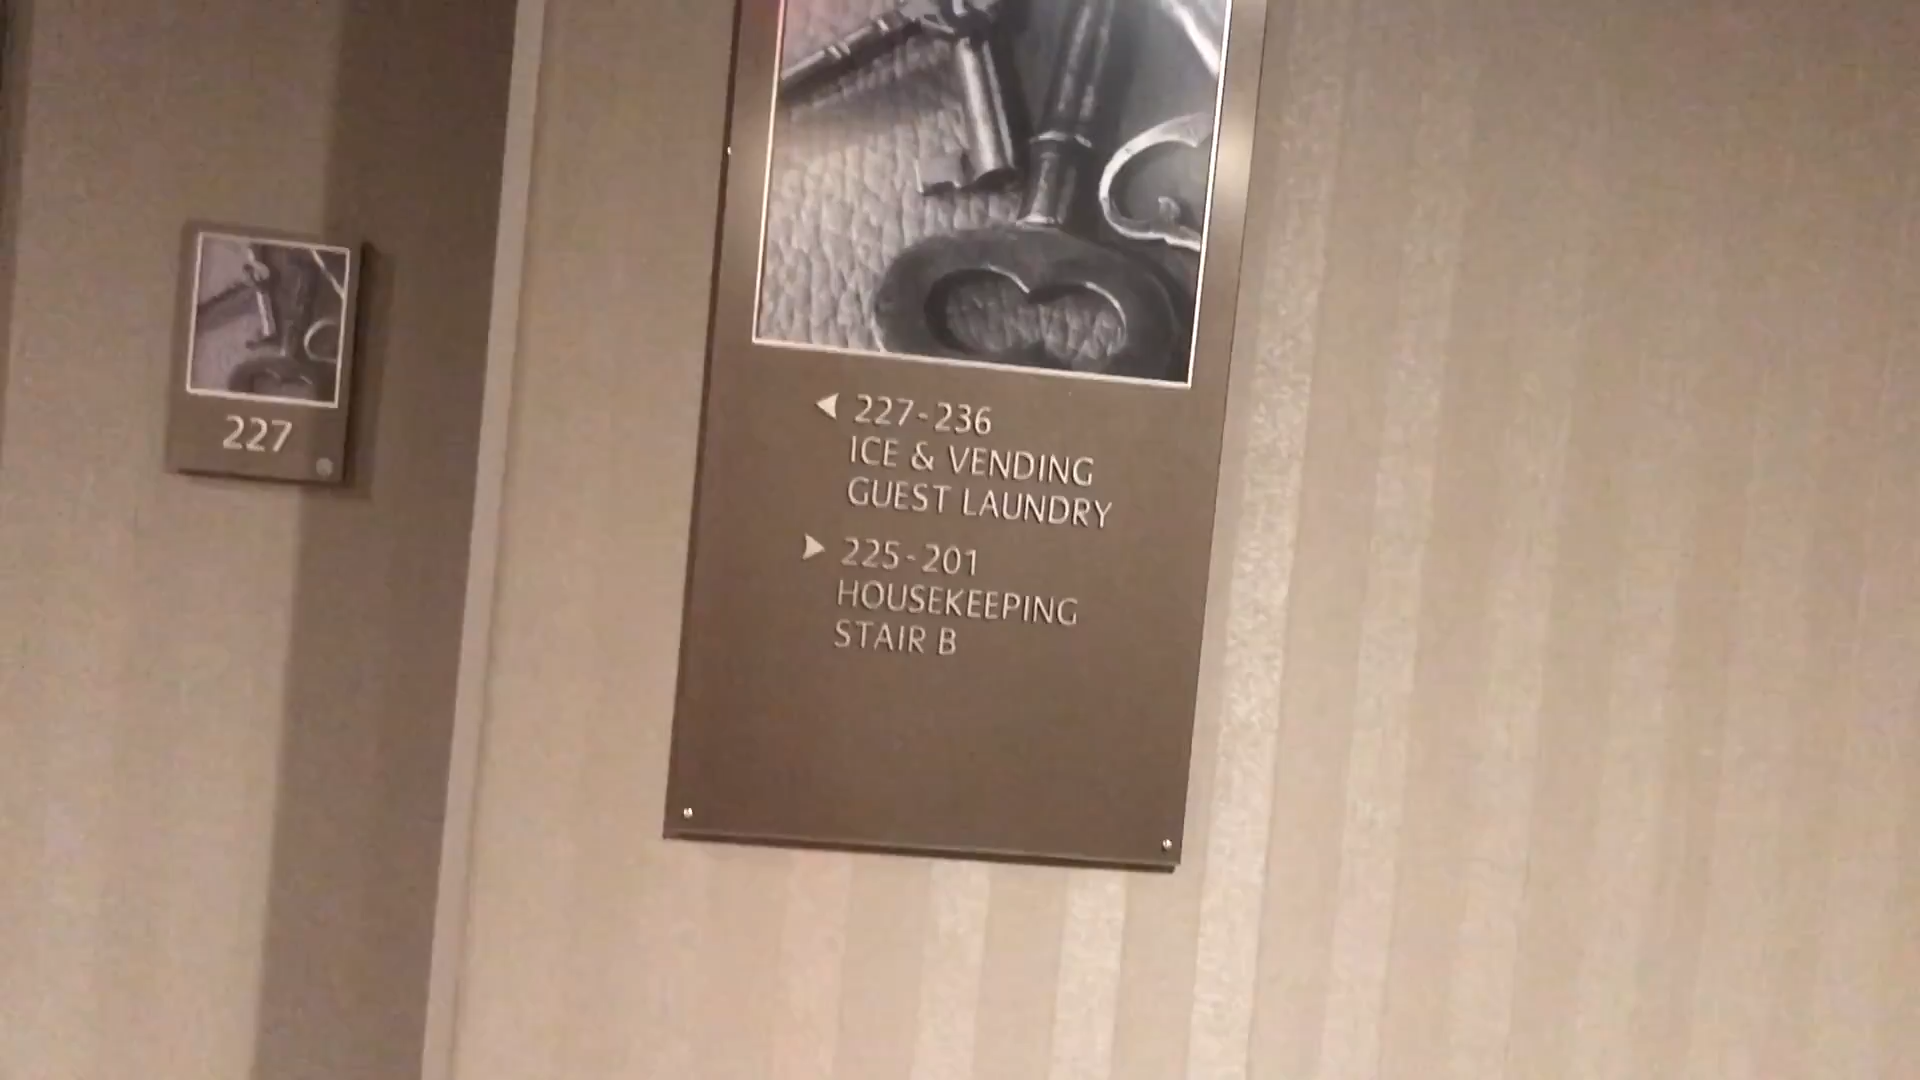 227
227-236
ICE & VENDING
GUEST LAUNDRY
225-201
HOUSEKEEPING
STAIR B